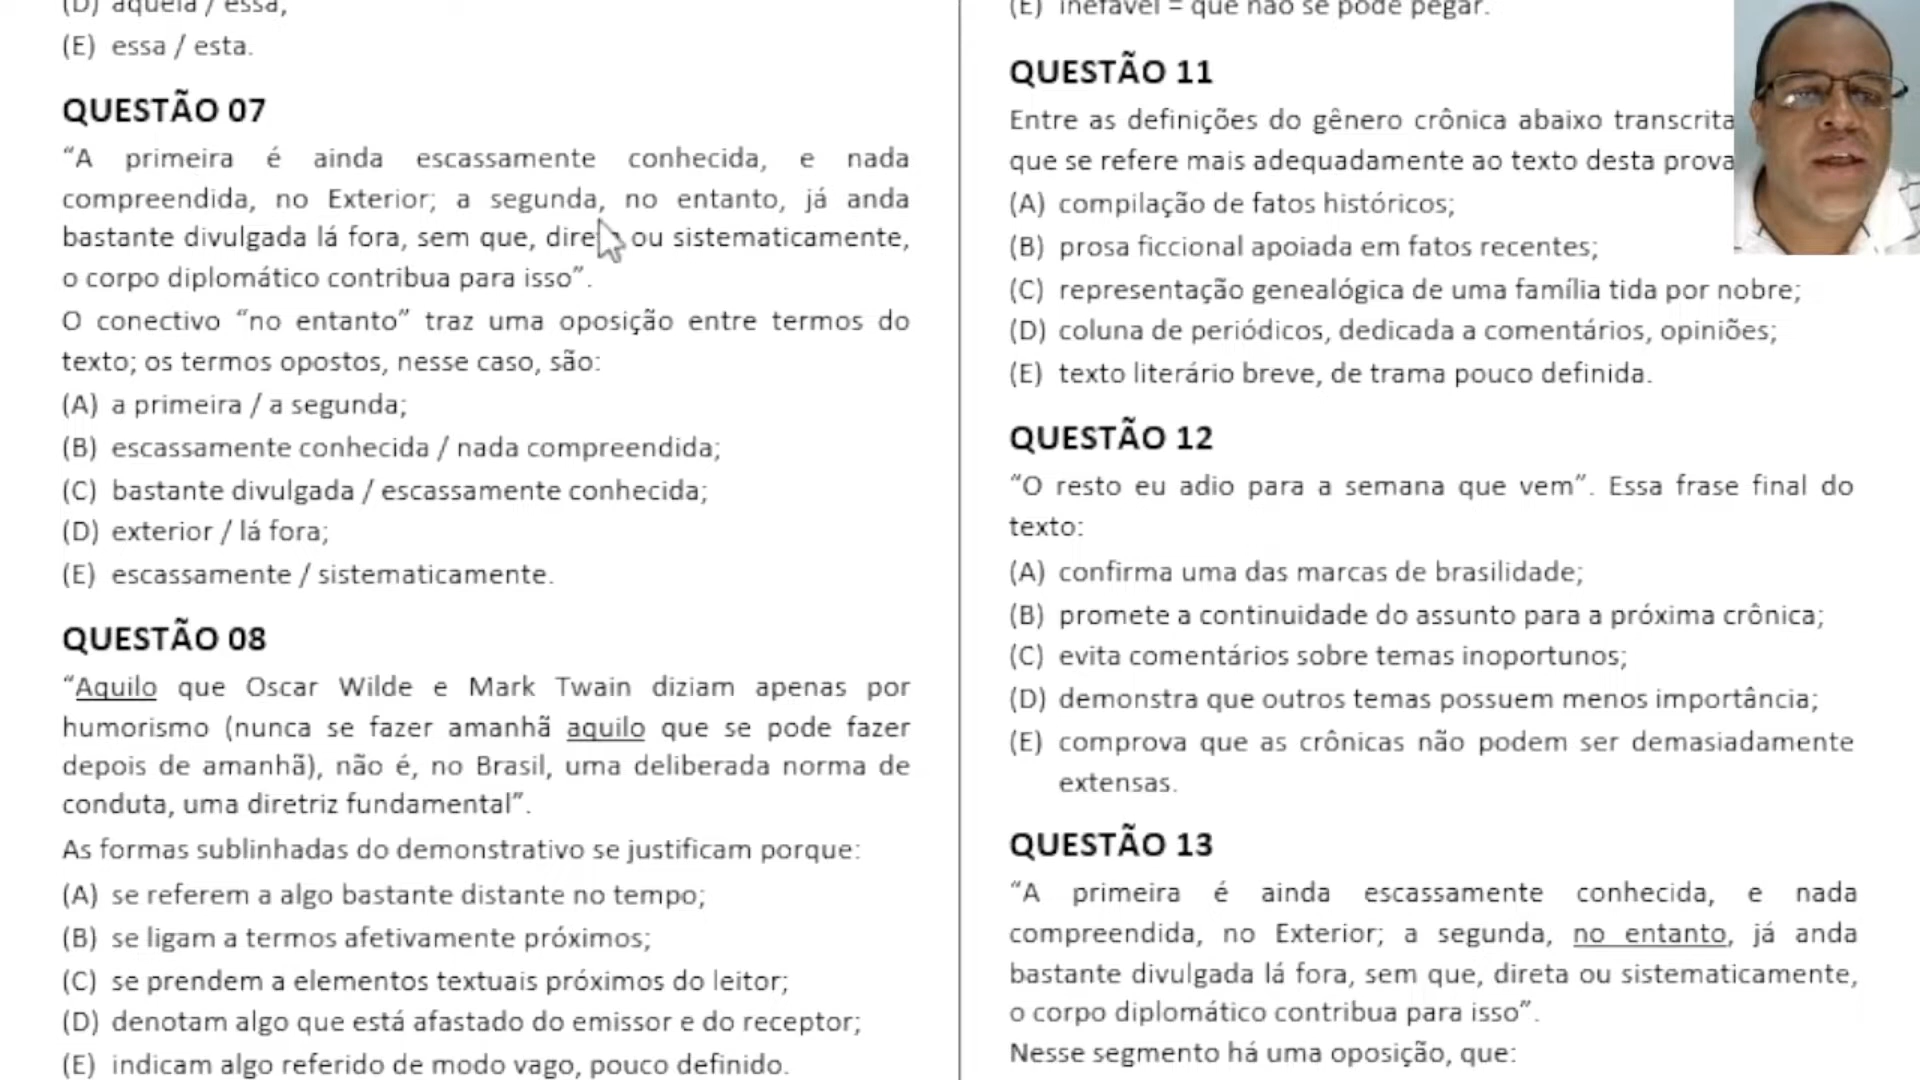 (D) aquela / essa;
(E) essa / esta.
QUESTÃO 07
“A primeira é ainda escassamente conhecida, e nada
compreendida, no Exterior; a segunda, no entanto, já anda
bastante divulgada lá fora, sem que, direta ou sistematicamente,
o corpo diplomático contribua para isso”.
O conectivo “no entanto” traz uma oposição entre termos do
texto; os termos opostos, nesse caso, são:
(A) a primeira / a segunda;
(B) escassamente conhecida / nada compreendida;
(C) bastante divulgada / escassamente conhecida;
(D) exterior / lá fora;
(E) escassamente / sistematicamente.
QUESTÃO 08
“Aquilo que Oscar Wilde e Mark Twain diziam apenas por
humorismo (nunca se fazer amanhã aquilo que se pode fazer
depois de amanhã), não é, no Brasil, uma deliberada norma de
conduta, uma diretriz fundamental”.
As formas sublinhadas do demonstrativo se justificam porque:
(A) se referem a algo bastante distante no tempo;
(B) se ligam a termos afetivamente próximos;
(C) se prendem a elementos textuais próximos do leitor;
(D) denotam algo que está afastado do emissor e do receptor;
(E) indicam algo referido de modo vago, pouco definido.
(E) inefável = que não se pode pegar.
QUESTÃO 11
Entre as definições do gênero crônica abaixo transcrita
que se refere mais adequadamente ao texto desta prova
(A) compilação de fatos históricos;
(B) prosa ficcional apoiada em fatos recentes;
(C) representação genealógica de uma família tida por nobre;
(D) coluna de periódicos, dedicada a comentários, opiniões;
(E) texto literário breve, de trama pouco definida.
QUESTÃO 12
“O resto eu adio para a semana que vem”. Essa frase final do
texto:
(A) confirma uma das marcas de brasilidade;
(B) promete a continuidade do assunto para a próxima crônica;
(C) evita comentários sobre temas inoportunos;
(D) demonstra que outros temas possuem menos importância;
(E) comprova que as crônicas não podem ser demasiadamente
extensas.
QUESTÃO 13
“A primeira é ainda escassamente conhecida, e nada
compreendida, no Exterior; a segunda, no entanto, já anda
bastante divulgada lá fora, sem que, direta ou sistematicamente,
o corpo diplomático contribua para isso”.
Nesse segmento há uma oposição, que: